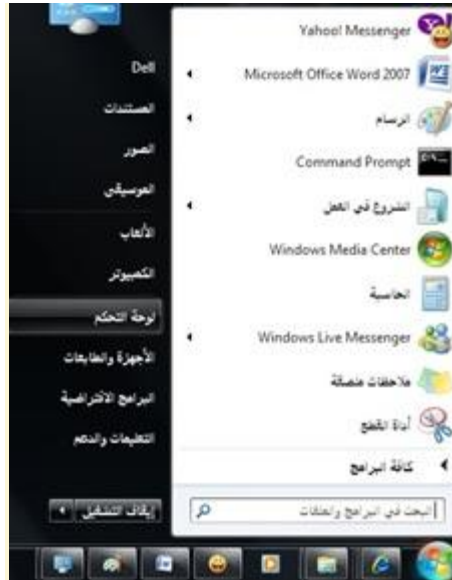 Yahoo! Messenger
Microsoft Office Word 2007
الرسام
Command Prompt
الشروع في العمل
Windows Media Center
الحاسبة
Windows Live Messenger
ملاحظات ملصقة
أداة القطع
كافة البرامج
البحث في البرامج والملفات
Dell
المستندات
الصور
الموسيقى
الألعاب
الكمبيوتر
لوحة التحكم
الأجهزة والطابعات
البرامج الافتراضية
التعليمات والدعم
إيقاف التشغيل